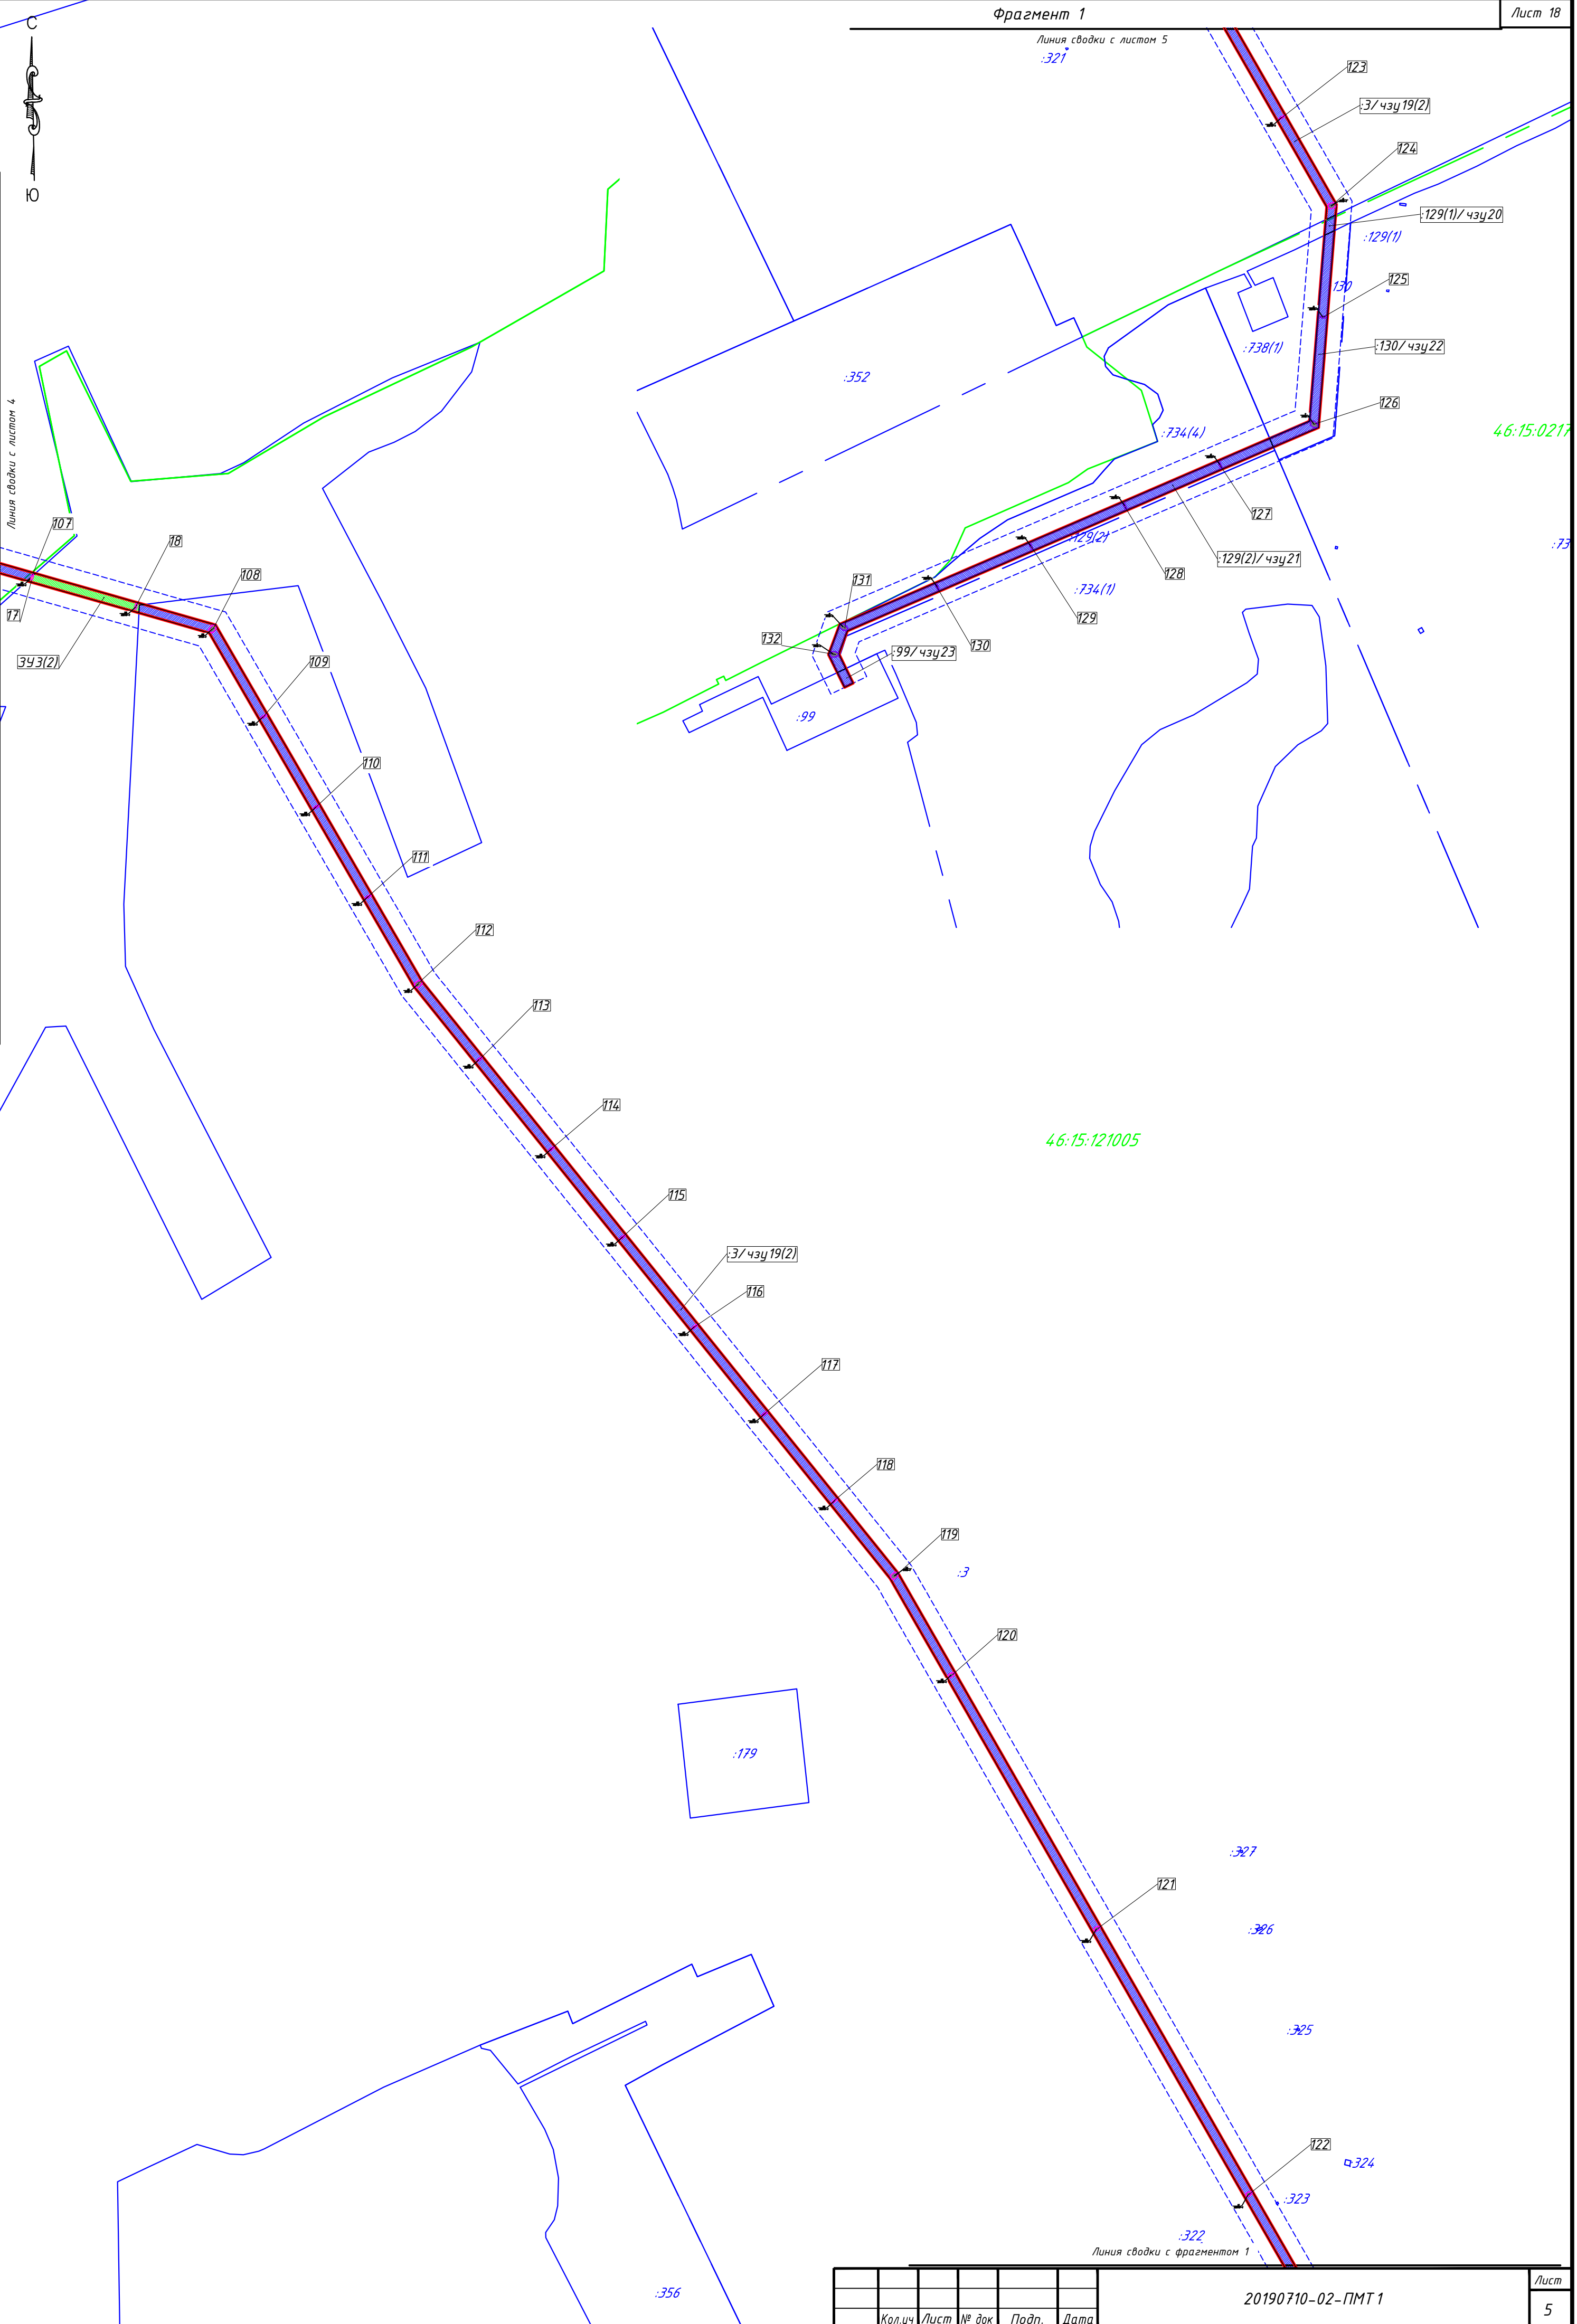 Фрагмент 1
Лист 18
С
Ю
Линия сводки с листом 5
:321
123
:3/чзу19(2)
124
:129(1)/чзу20
:129(1)
125
130
:738(1)
:130/чзу22
:352
126
:734(4)
46:15:0217
Линия сводки с листом 4
107
18
127
:129(2)
:73
:129(2)/чзу21
108
131
128
:734(1)
17
129
132
130
:99/чзу23
ЗУ3(2)
109
:99
110
111
112
113
114
46:15:121005
115
:3/чзу19(2)
116
117
118
119
:3
120
:179
:327
121
:326
:325
122
:324
:323
:322
Линия сводки с фрагментом 1
:356
20190710-02-ПМТ1
Лист
5
Кол.уч Лист № док Подп. Дата